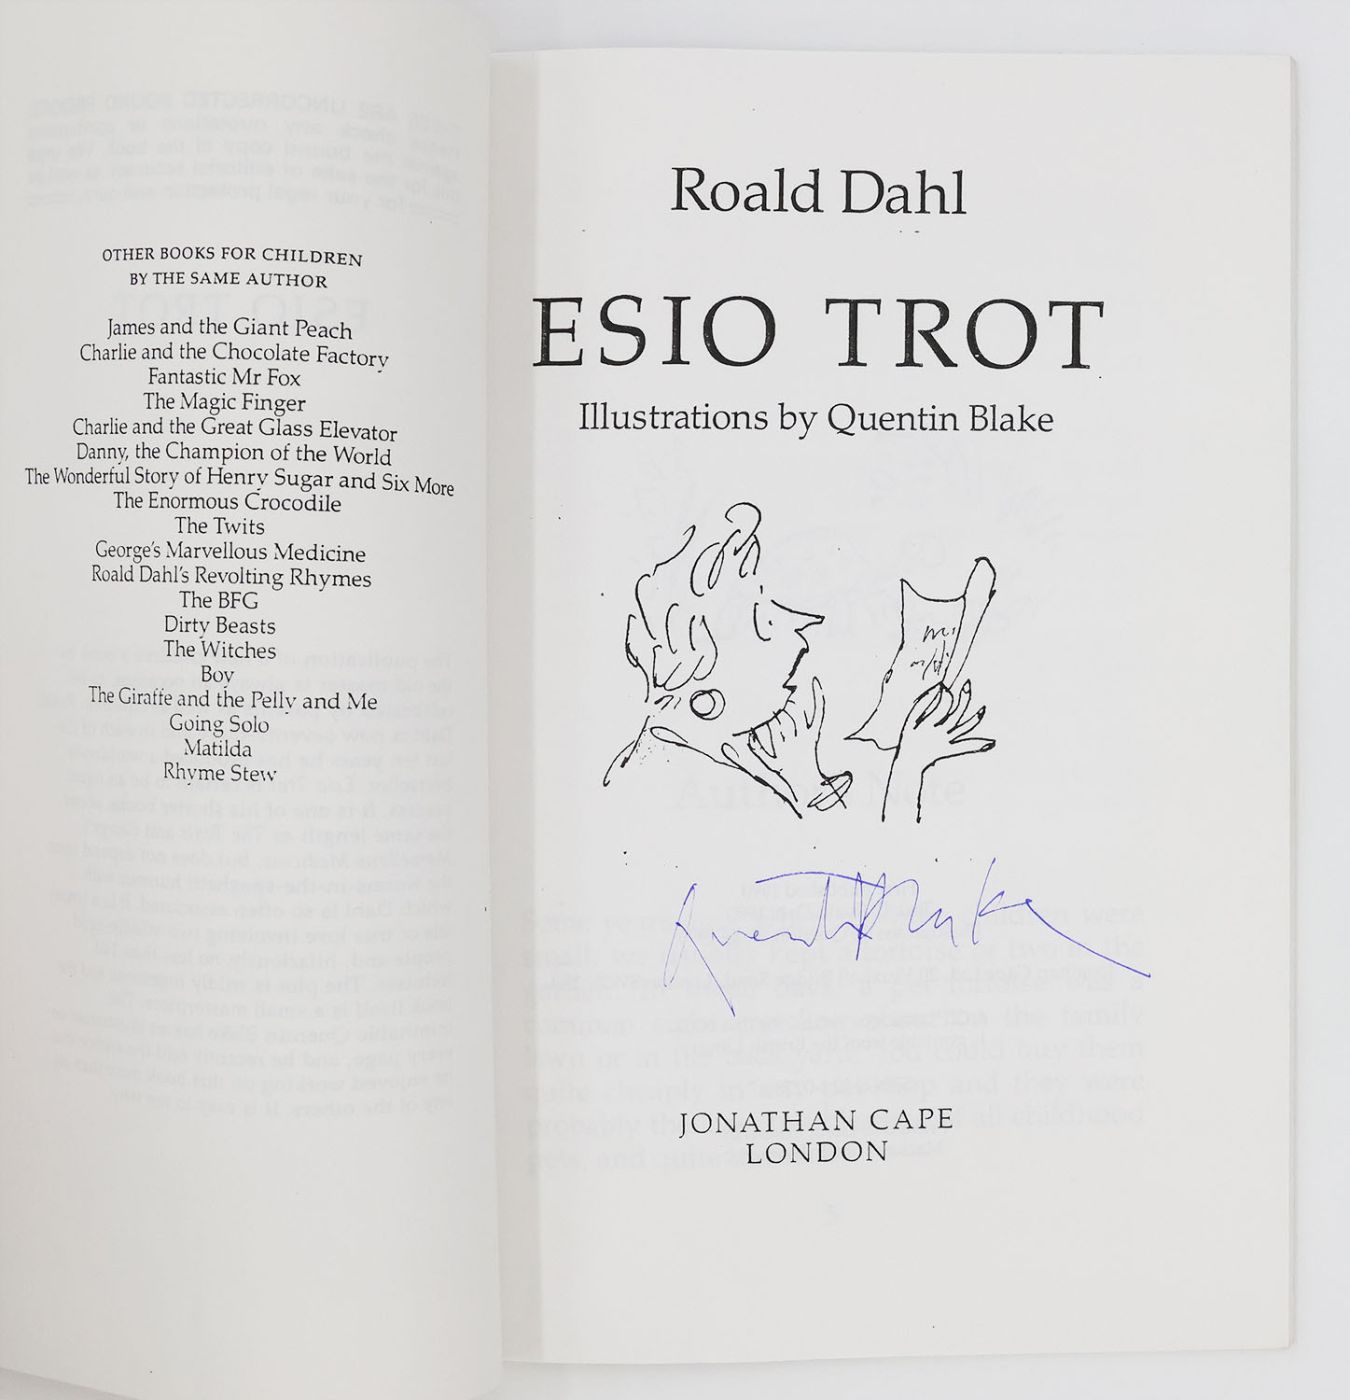 OTHER BOOKS FOR CHILDREN
BY THE SAME AUTHOR
James and the Giant Peach
Charlie and the Chocolate Factory
Fantastic Mr Fox
The Magic Finger
Charlie and the Great Glass Elevator
Danny, the Champion of the World
The Wonderful Story of Henry Sugar and Six More
The Enormous Crocodile
The Twits
George's Marvellous Medicine
Roald Dahl's Revolting Rhymes
The BFG
Dirty Beasts
The Witches
Boy
The Giraffe and the Pelly and Me
Going Solo
Matilda
Rhyme Stew
Roald Dahl
ESIO TROT
Illustrations by Quentin Blake
Quentin Blake
JONATHAN CAPE
LONDON